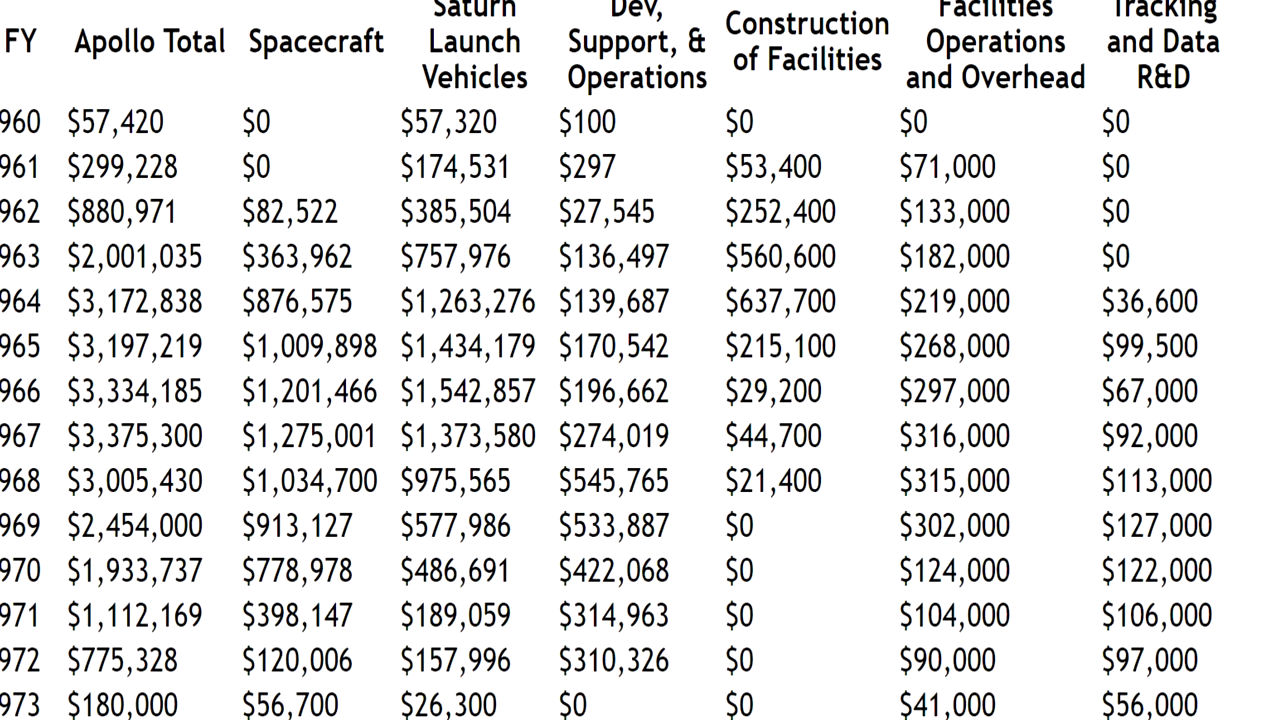 FY Apollo Total Spacecraft Saturn Launch Vehicles Dev, Support, & Operations Construction of Facilities Facilities Operations and Overhead Tracking and Data R&D
960 $57,420 $0 $57,320 $100 $0 $0 $0
961 $299,228 $0 $174,531 $297 $53,400 $71,000 $0
962 $880,971 $82,522 $385,504 $27,545 $252,400 $133,000 $0
963 $2,001,035 $363,962 $757,976 $136,497 $560,600 $182,000 $0
964 $3,172,838 $876,575 $1,263,276 $139,687 $637,700 $219,000 $36,600
965 $3,197,219 $1,009,898 $1,434,179 $170,542 $215,100 $268,000 $99,500
966 $3,334,185 $1,201,466 $1,542,857 $196,662 $29,200 $297,000 $67,000
967 $3,375,300 $1,275,001 $1,373,580 $274,019 $44,700 $316,000 $92,000
968 $3,005,430 $1,034,700 $975,565 $545,765 $21,400 $315,000 $113,000
969 $2,454,000 $913,127 $577,986 $533,887 $0 $302,000 $127,000
970 $1,933,737 $778,978 $486,691 $422,068 $0 $124,000 $122,000
971 $1,112,169 $398,147 $189,059 $314,963 $0 $104,000 $106,000
972 $775,328 $120,006 $157,996 $310,326 $0 $90,000 $97,000
973 $180,000 $56,700 $26,300 $0 $0 $41,000 $56,000